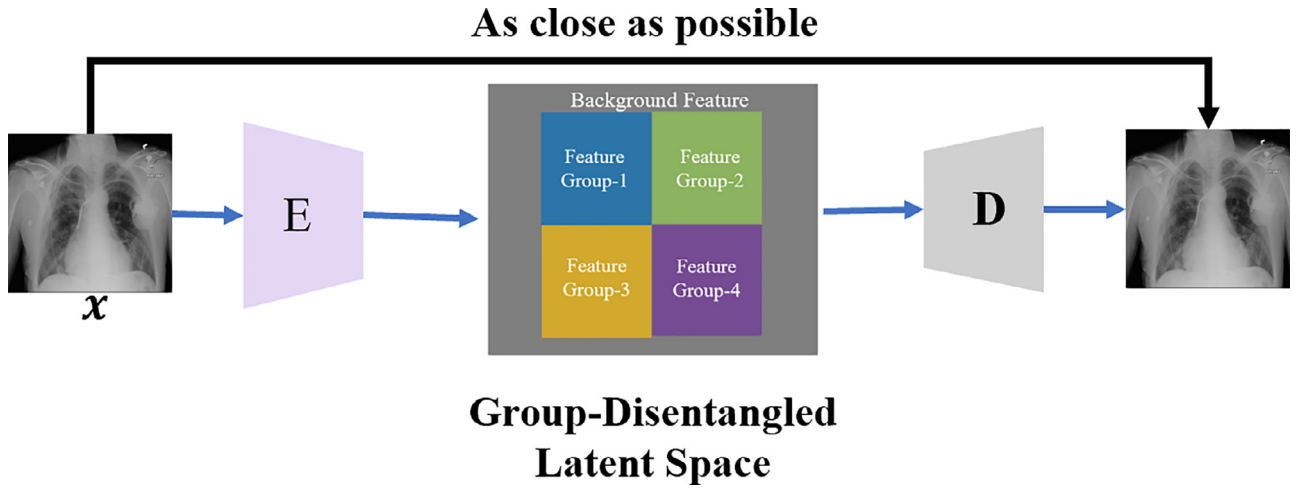 As close as possible
Background Feature
Feature
Group-1
Feature
Group-2
E
D
Feature
Group-3
Feature
Group-4
x
Group-Disentangled
Latent Space